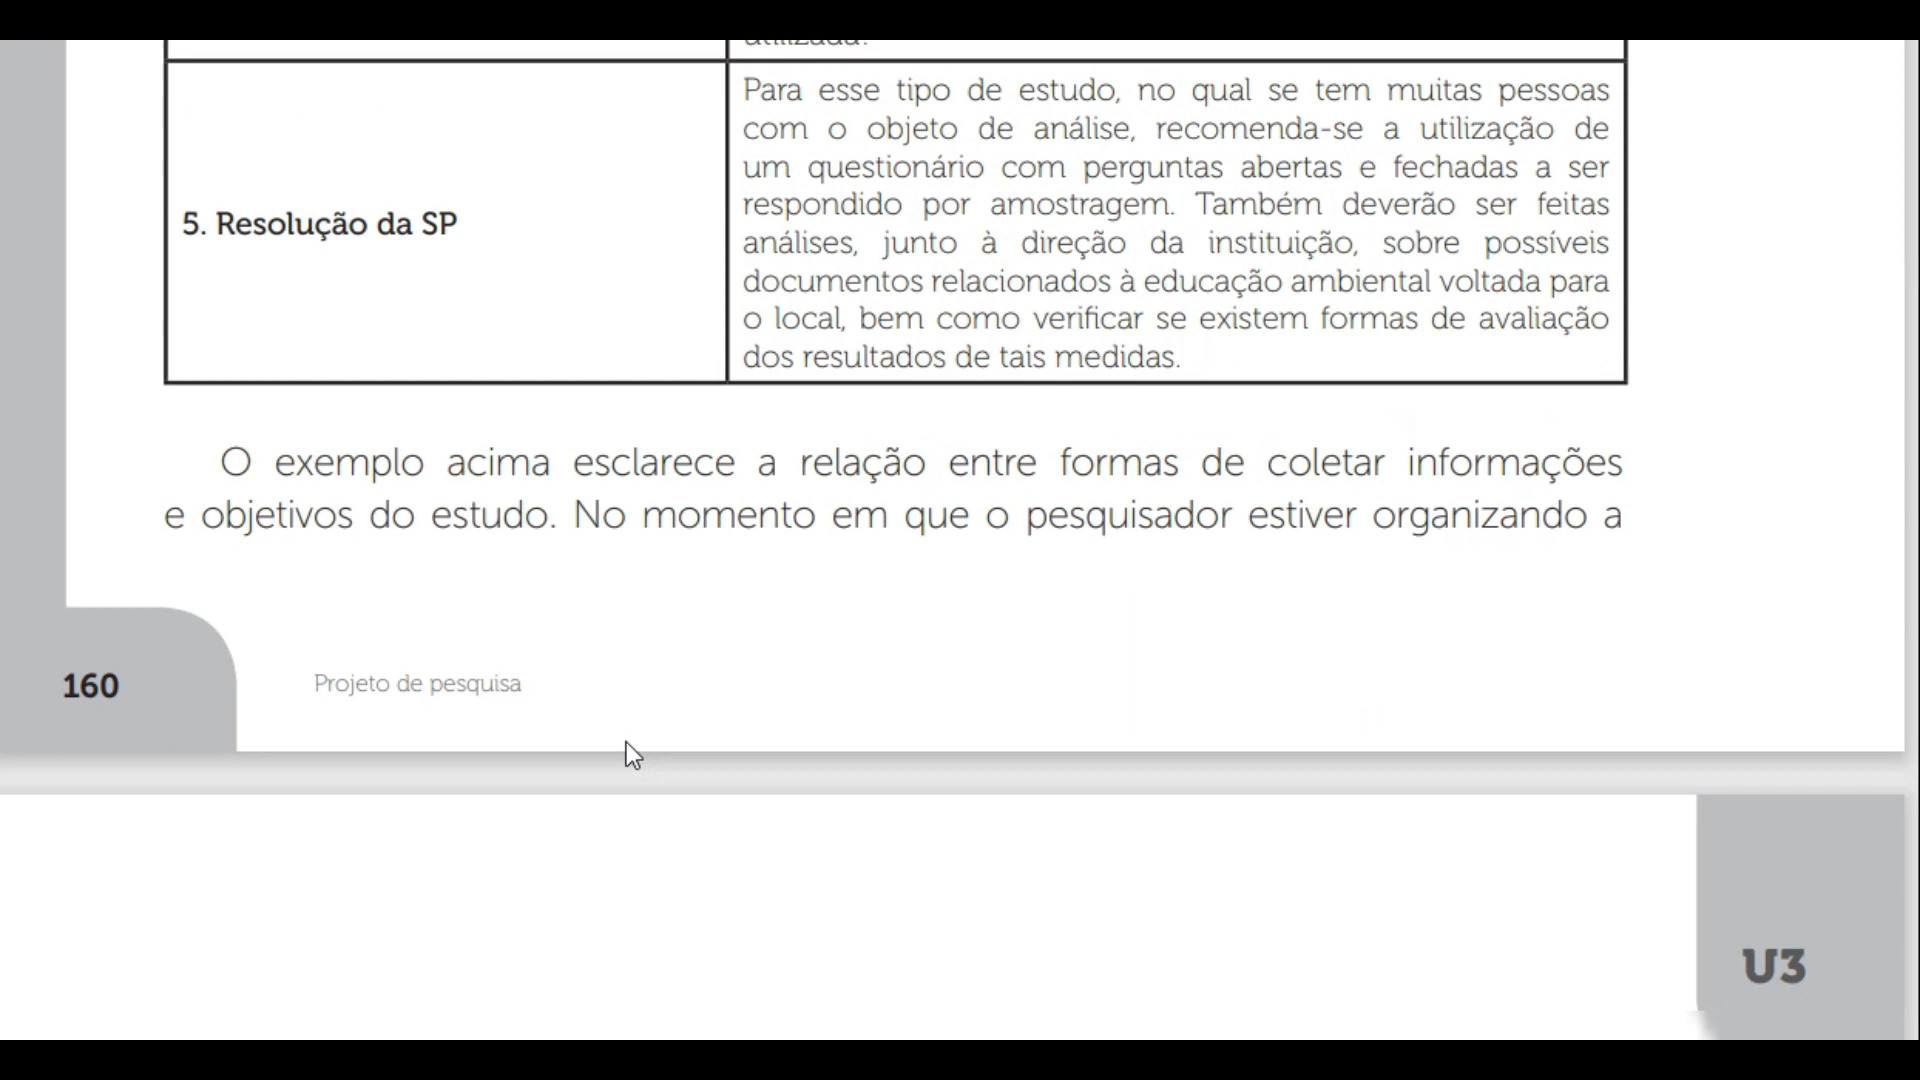 utilizada.
Para esse tipo de estudo, no qual se tem muitas pessoas
com o objeto de análise, recomenda-se a utilização de
um questionário com perguntas abertas e fechadas a ser
respondido por amostragem. Também deverão ser feitas
análises, junto à direção da instituição, sobre possíveis
documentos relacionados à educação ambiental voltada para
o local, bem como verificar se existem formas de avaliação
dos resultados de tais medidas.
5. Resolução da SP
O exemplo acima esclarece a relação entre formas de coletar informações
e objetivos do estudo. No momento em que o pesquisador estiver organizando a
160
Projeto de pesquisa
U3